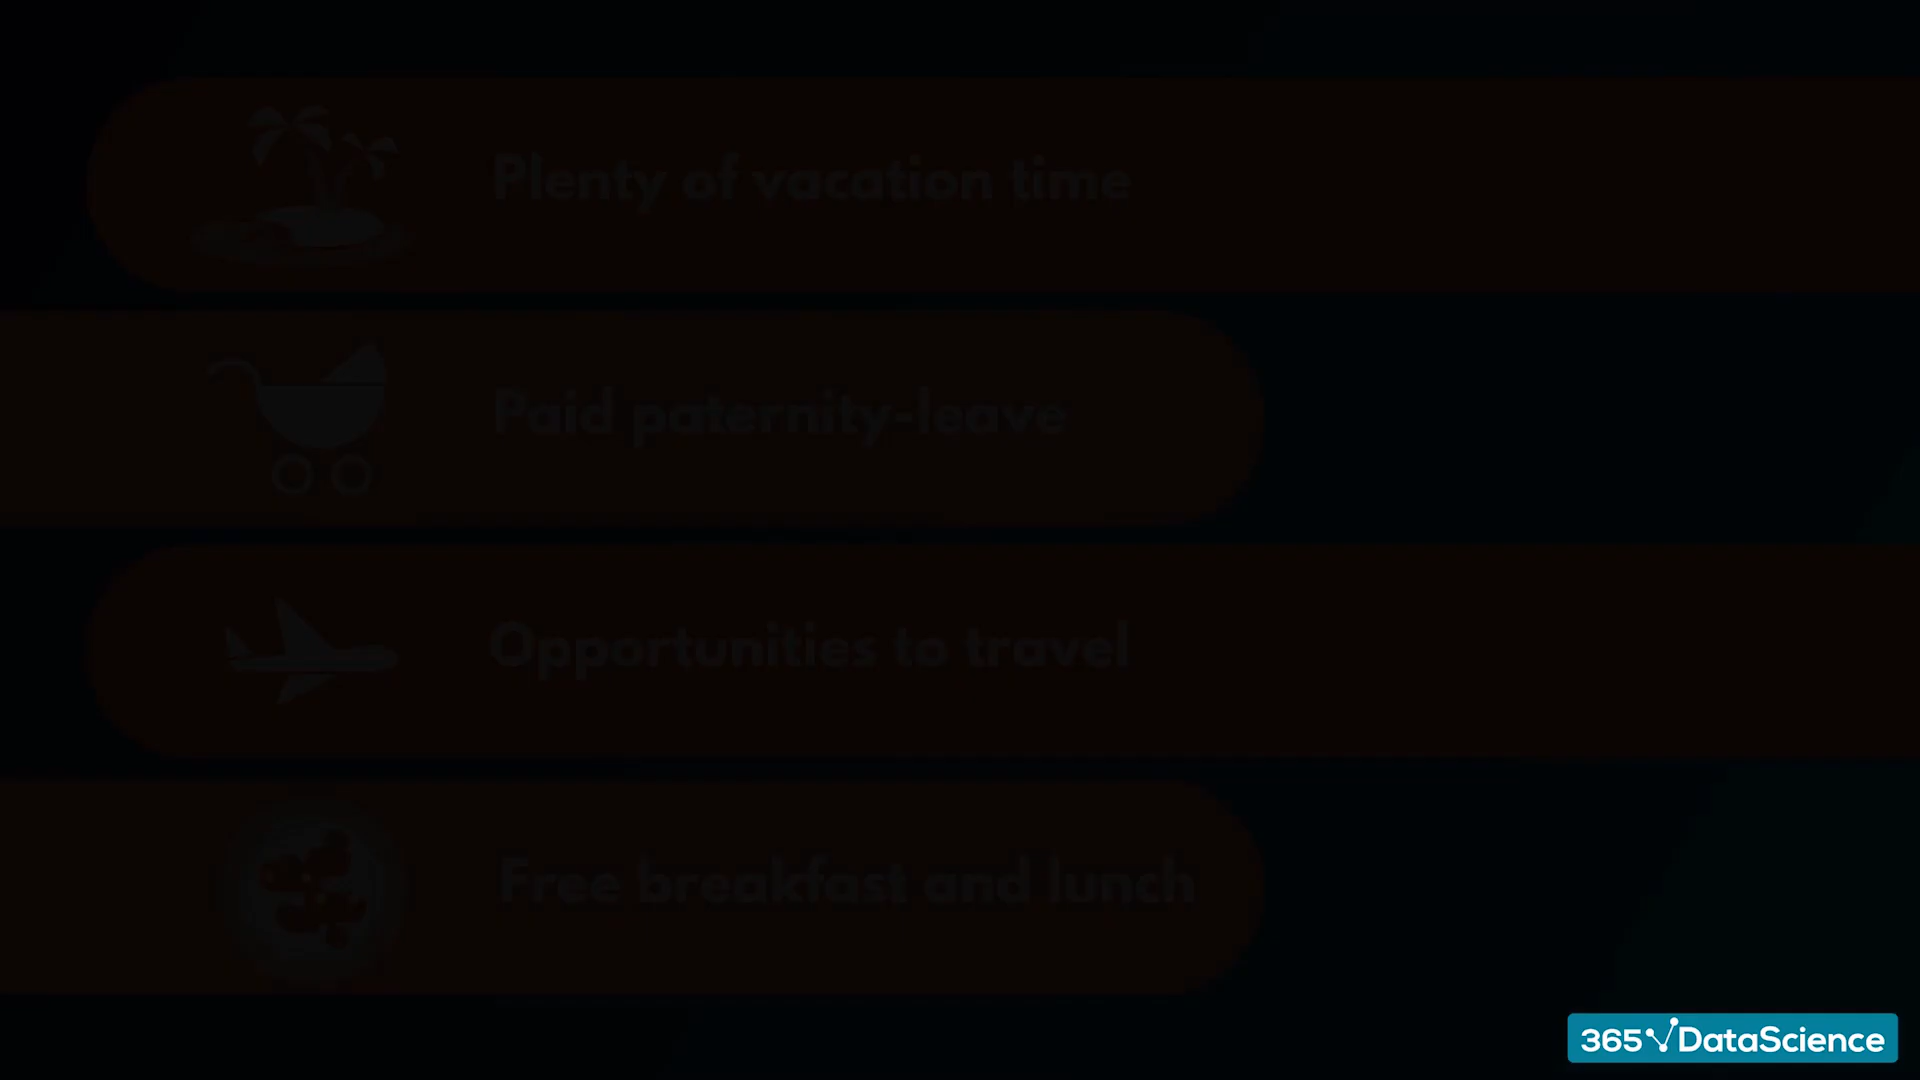 Plenty of vacation time
Paid paternity-leave
Opportunities to travel
Free breakfast and lunch
365 DataScience